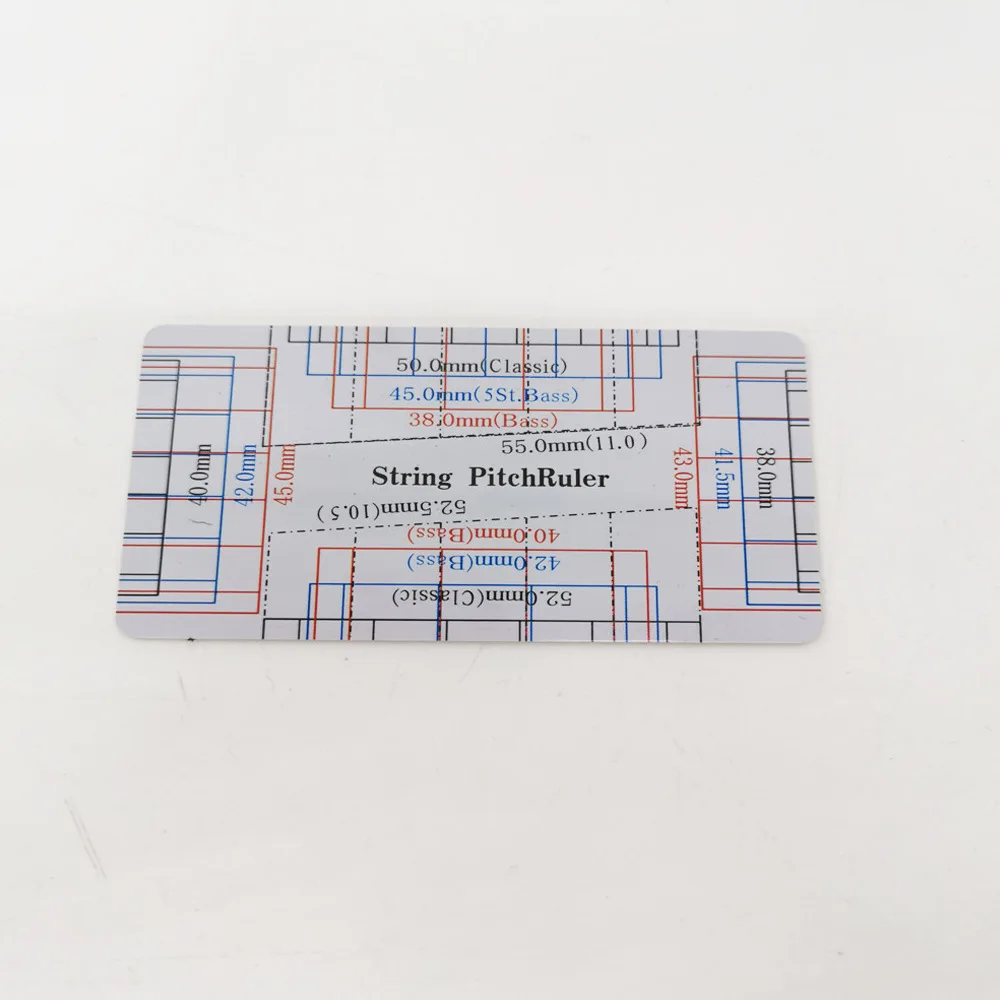 50.0mm(Classic)
45.0mm(5St.Bass)
38.0mm(Bass)
55.0mm(11.0)
String PitchRuler
52.5mm(10.5)
40.0mm(Bass)
42.0mm(Bass)
52.0mm(Classic)
40.0mm
42.0mm
45.0mm
43.0mm
41.5mm
38.0mm